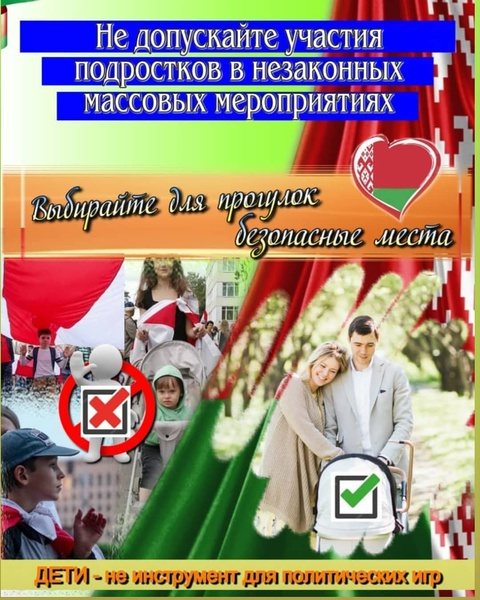 Не допускайте участия
подростков в незаконных
массовых мероприятиях
Выбирайте для прогулок
безопасные места
ДЕТИ - не инструмент для политических игр